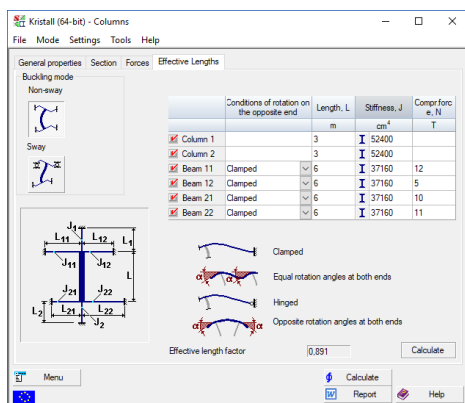 Kristall (64-bit) - Columns
File Mode Settings Tools Help
General properties Section Forces Effective Lengths
Buckling mode
Non-sway
Sway
Conditions of rotation on the opposite end Length, L Stiffness, J Compr.forc e, N
m cm⁴ T
Column 1 3 52400
Column 2 3 52400
Beam 11 Clamped 6 37160 12
Beam 12 Clamped 6 37160 5
Beam 21 Clamped 6 37160 10
Beam 22 Clamped 6 37160 11
J1
L11 L12 L1
J11 J12
L
J21 J22
L2 L21 L22
J2
Clamped
α α Equal rotation angles at both ends
Hinged
α α Opposite rotation angles at both ends
Effective length factor 0,891 Calculate
Menu Calculate
Report Help